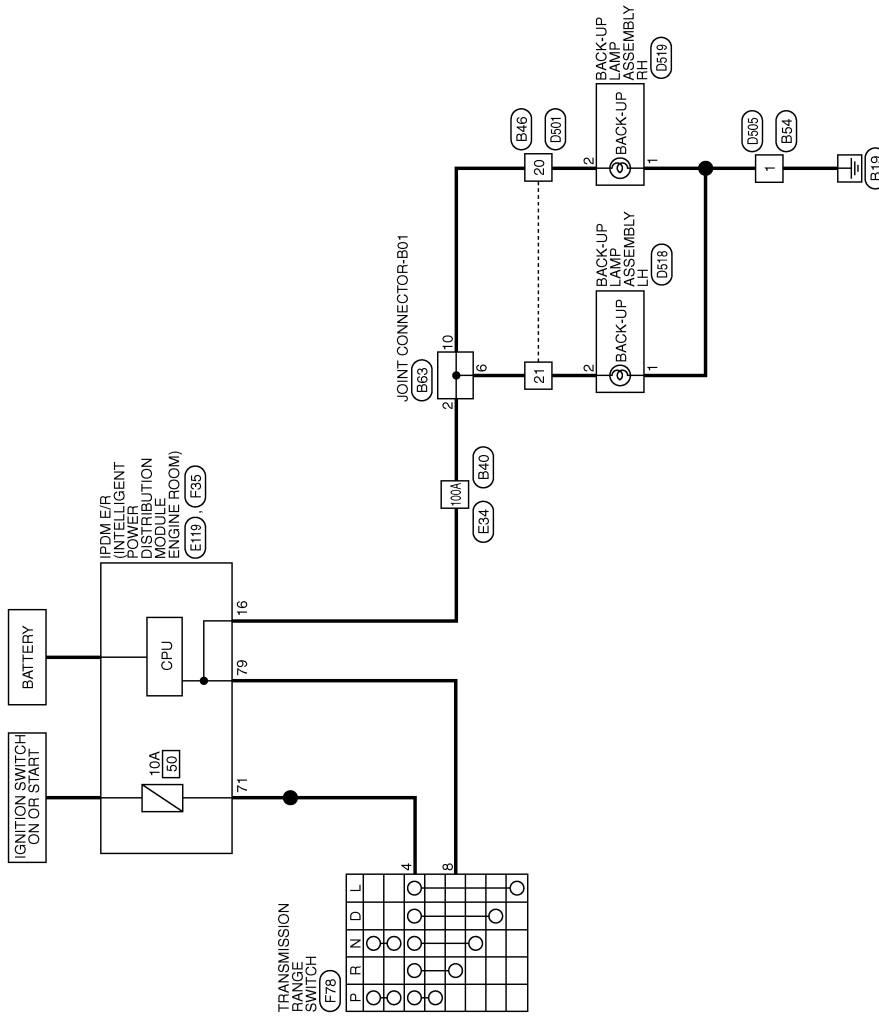 IGNITION SWITCH
ON OR START
BATTERY
IPDM E/R
(INTELLIGENT
POWER
DISTRIBUTION
MODULE
ENGINE ROOM)
E119 , F35
10A
50
CPU
71
79
16
TRANSMISSION
RANGE
SWITCH
F78
P R N D L
4
8
100A
E34
B40
JOINT CONNECTOR-B01
B63
2
10
6
B46
D501
20
21
BACK-UP
LAMP
ASSEMBLY
LH
D518
2
BACK-UP
1
BACK-UP
LAMP
ASSEMBLY
RH
D519
2
BACK-UP
1
D505
B54
1
B19